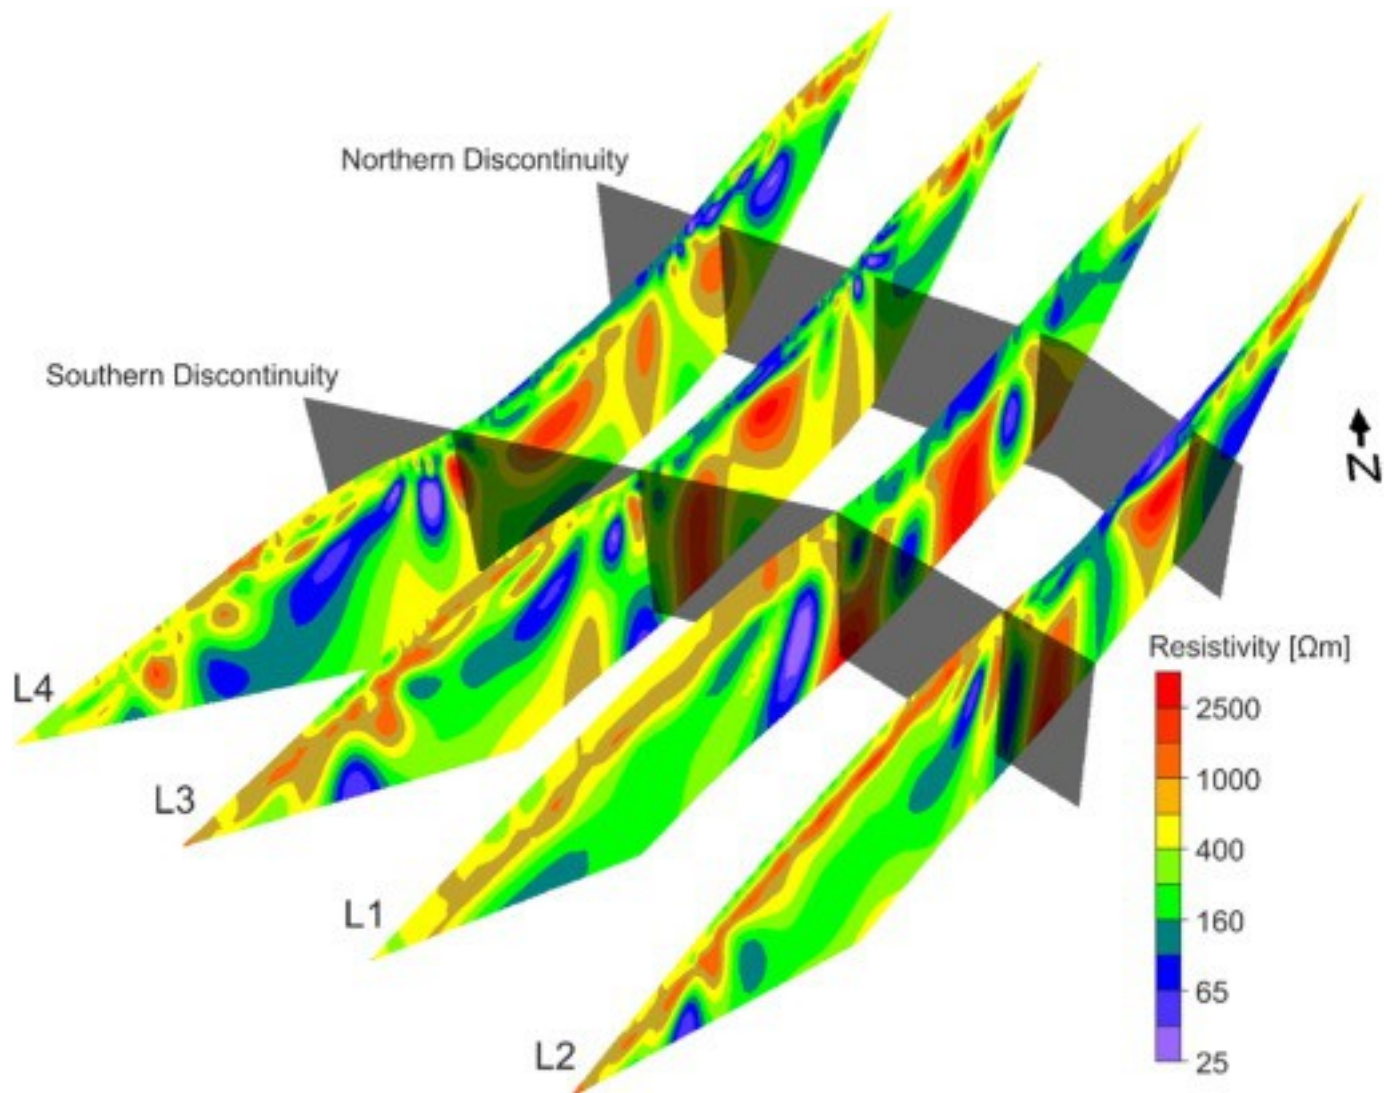 Northern Discontinuity
Southern Discontinuity
N
Resistivity [Ωm]
2500
1000
400
160
65
25
L4
L3
L1
L2